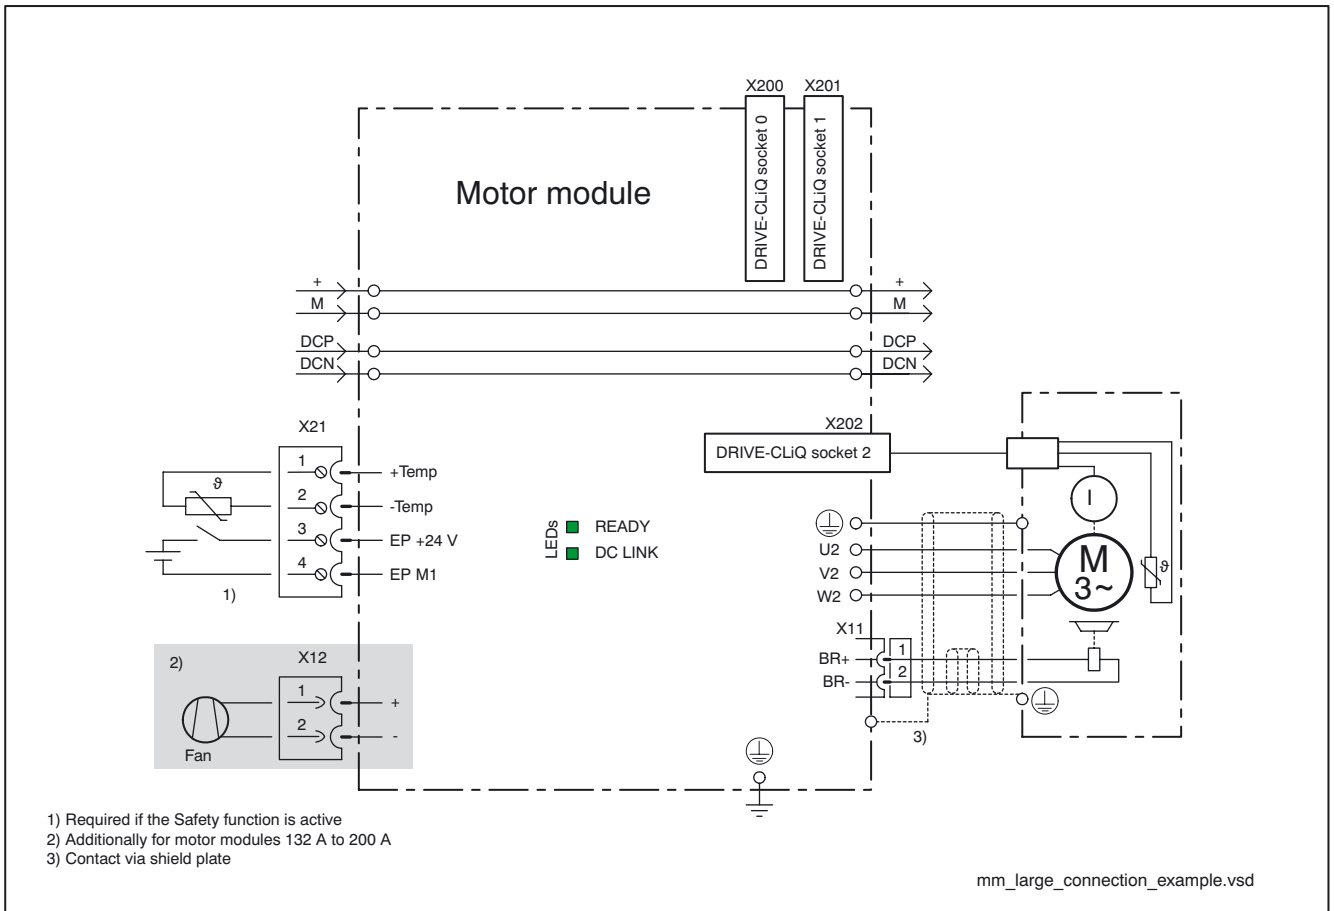 X200 X201
DRIVE-CLiQ socket 0
DRIVE-CLiQ socket 1
Motor module
+ +
M M
DCP DCP
DCN DCN
X21
1 +Temp
ϑ
2 -Temp
3 EP +24 V
4 EP M1
1)
X202
DRIVE-CLiQ socket 2
I
LEDs
READY
DC LINK
U2
V2
W2
M
3~
ϑ
X11
BR+ 1
BR- 2
3)
2)
X12
1 +
2 -
Fan
1) Required if the Safety function is active
2) Additionally for motor modules 132 A to 200 A
3) Contact via shield plate
mm_large_connection_example.vsd